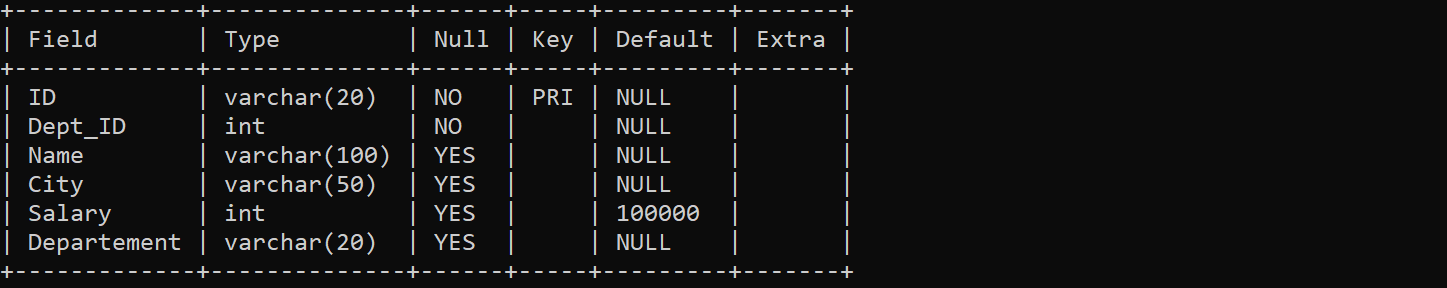 +-------------+--------------+------+-----+---------+-------+
| Field       | Type         | Null | Key | Default | Extra |
+-------------+--------------+------+-----+---------+-------+
| ID          | varchar(20)  | NO   | PRI | NULL    |       |
| Dept_ID     | int          | NO   |     | NULL    |       |
| Name        | varchar(100) | YES  |     | NULL    |       |
| City        | varchar(50)  | YES  |     | NULL    |       |
| Salary      | int          | YES  |     | 100000  |       |
| Departement | varchar(20)  | YES  |     | NULL    |       |
+-------------+--------------+------+-----+---------+-------+